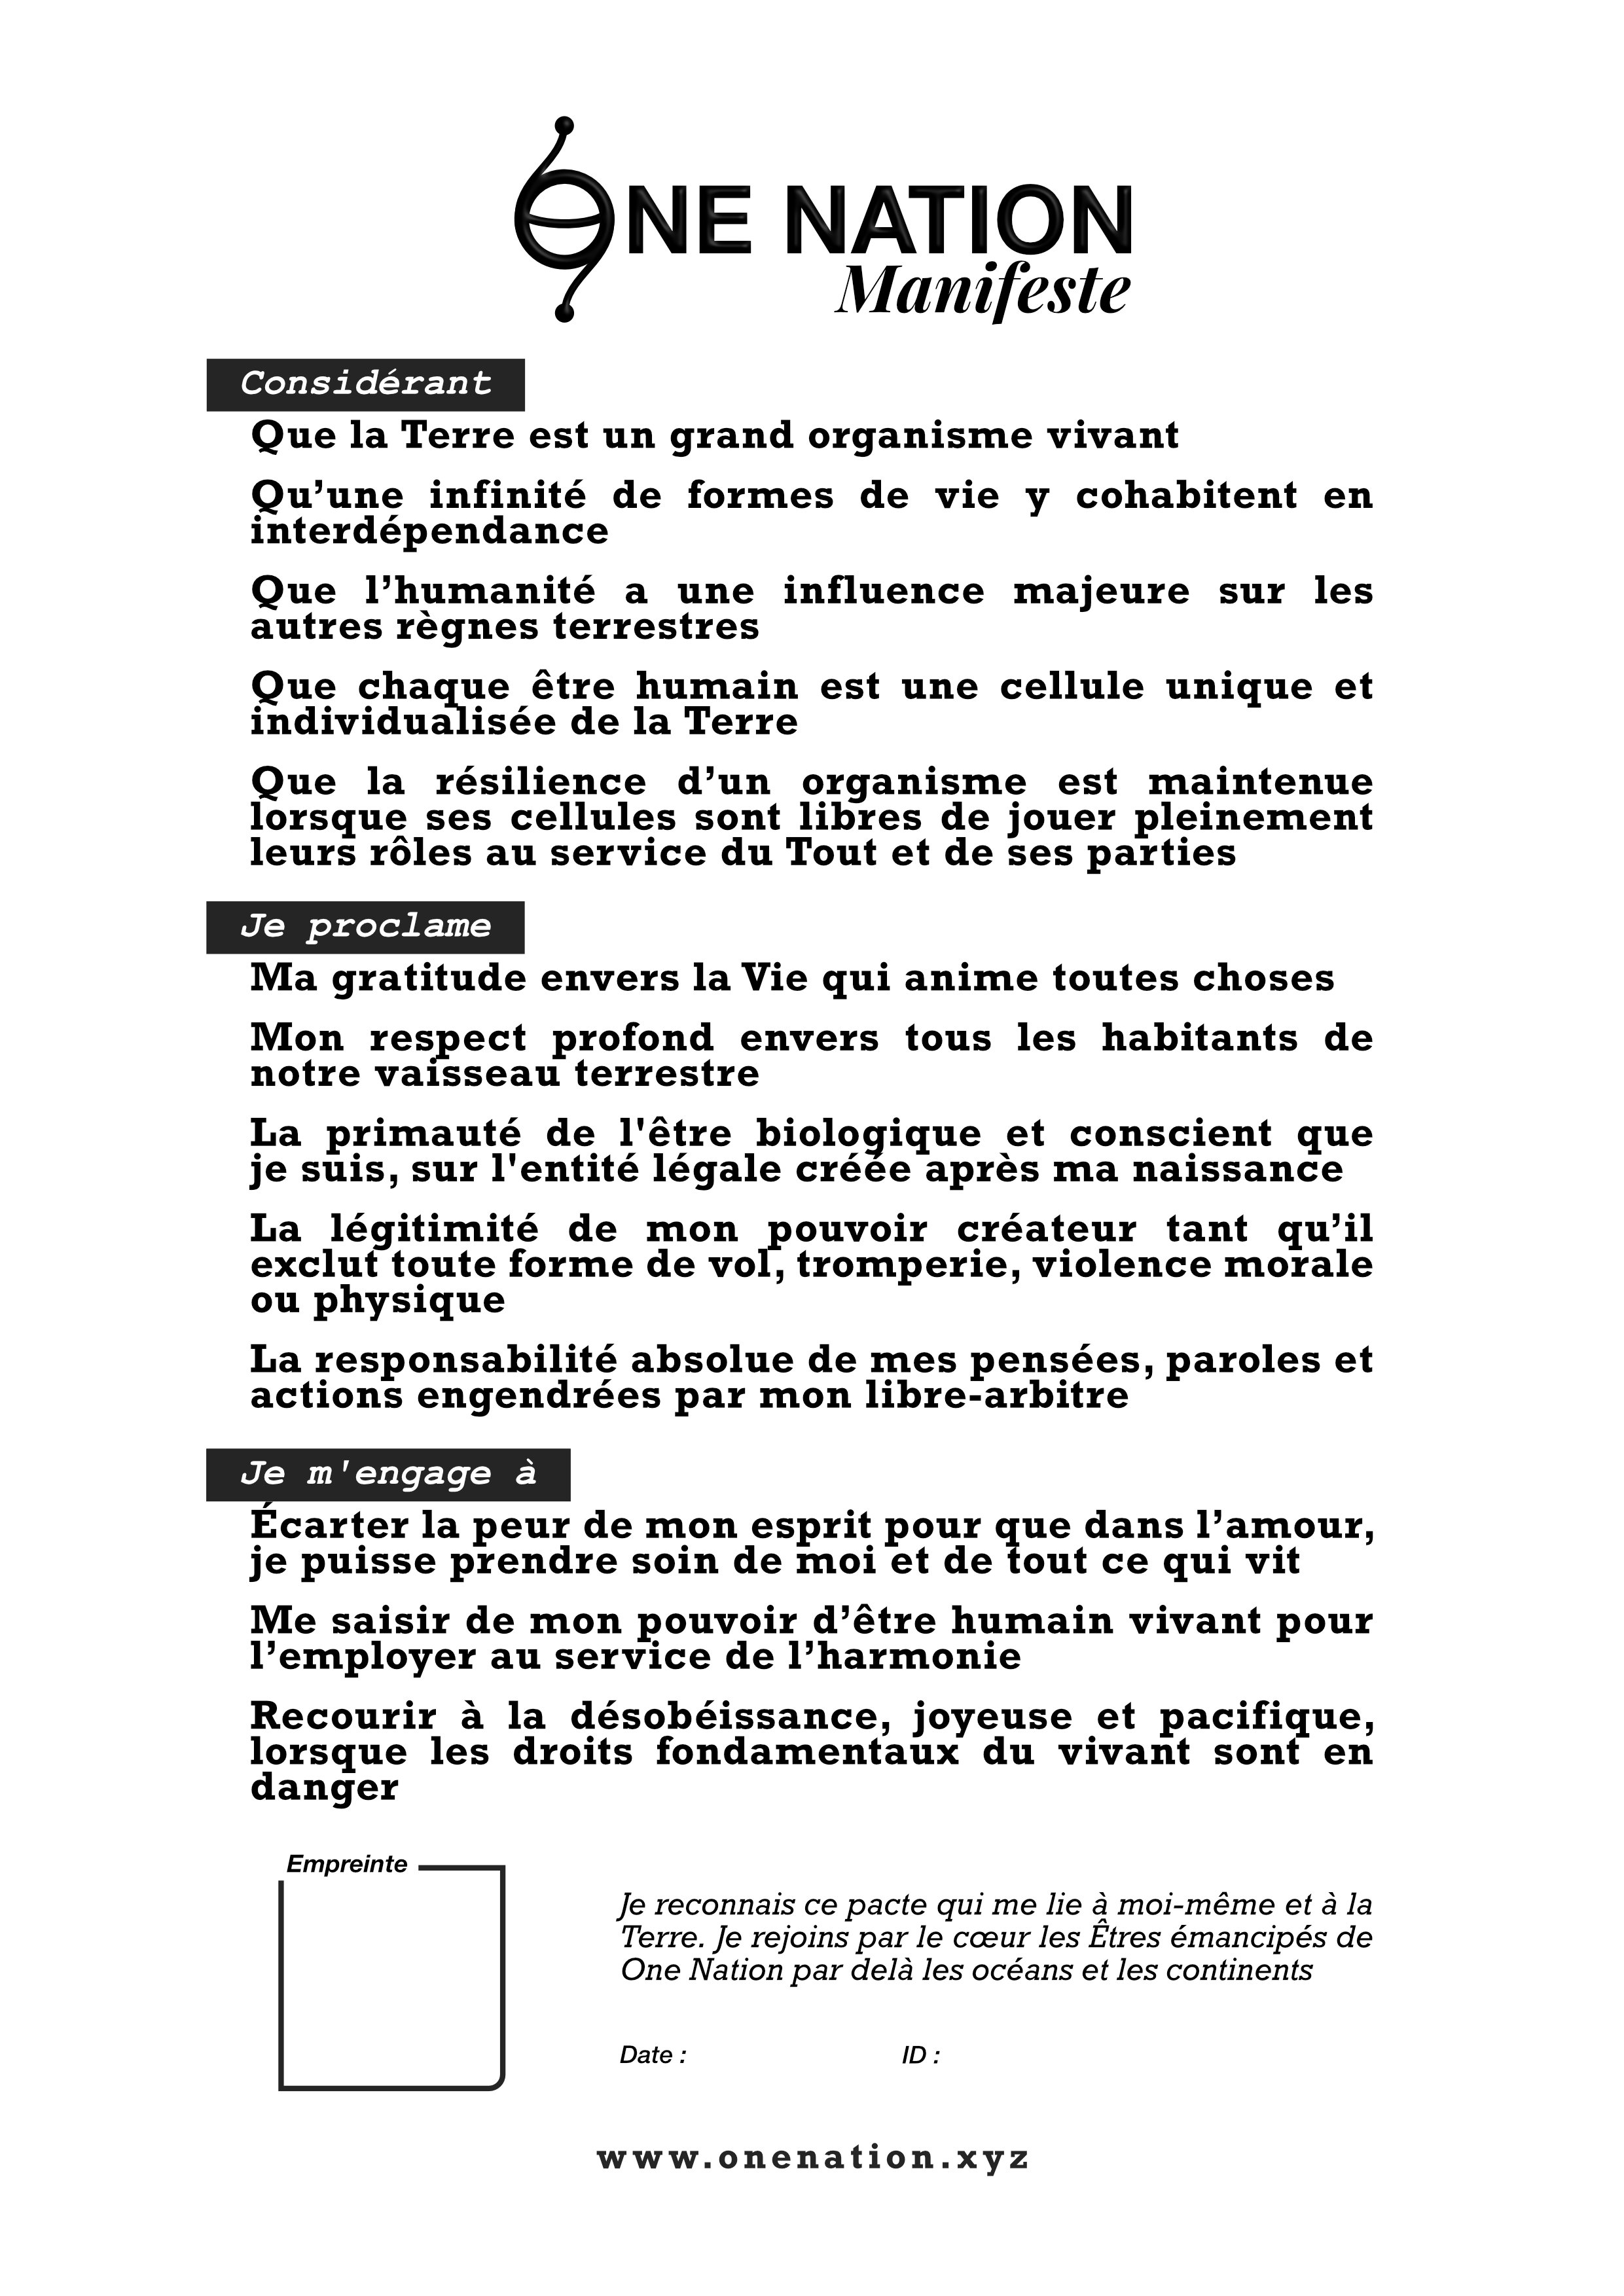 ONE NATION
Manifeste
Considérant
Que la Terre est un grand organisme vivant
Qu’une infinité de formes de vie y cohabitent en
interdépendance
Que l’humanité a une influence majeure sur les
autres règnes terrestres
Que chaque être humain est une cellule unique et
individualisée de la Terre
Que la résilience d’un organisme est maintenue
lorsque ses cellules sont libres de jouer pleinement
leurs rôles au service du Tout et de ses parties
Je proclame
Ma gratitude envers la Vie qui anime toutes choses
Mon respect profond envers tous les habitants de
notre vaisseau terrestre
La primauté de l'être biologique et conscient que
je suis, sur l'entité légale créée après ma naissance
La légitimité de mon pouvoir créateur tant qu’il
exclut toute forme de vol, tromperie, violence morale
ou physique
La responsabilité absolue de mes pensées, paroles et
actions engendrées par mon libre-arbitre
Je m'engage à
Écarter la peur de mon esprit pour que dans l’amour,
je puisse prendre soin de moi et de tout ce qui vit
Me saisir de mon pouvoir d’être humain vivant pour
l’employer au service de l’harmonie
Recourir à la désobéissance, joyeuse et pacifique,
lorsque les droits fondamentaux du vivant sont en
danger
Empreinte
Je reconnais ce pacte qui me lie à moi-même et à la
Terre. Je rejoins par le cœur les Êtres émancipés de
One Nation par delà les océans et les continents
Date : ID :
www.onenation.xyz